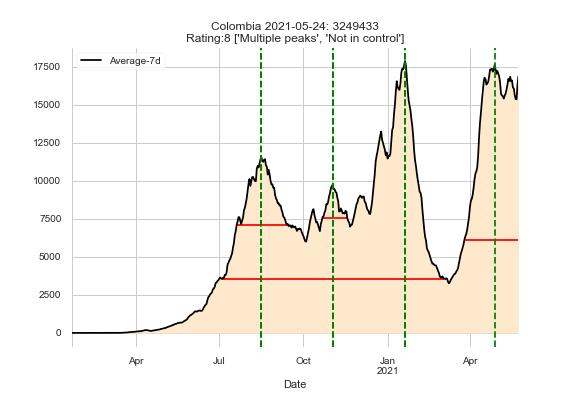 Colombia 2021-05-24: 3249433
Rating:8 ['Multiple peaks', 'Not in control']
Average-7d
17500
15000
12500
10000
7500
5000
2500
0
Apr
Jul
Oct
Jan
2021
Apr
Date